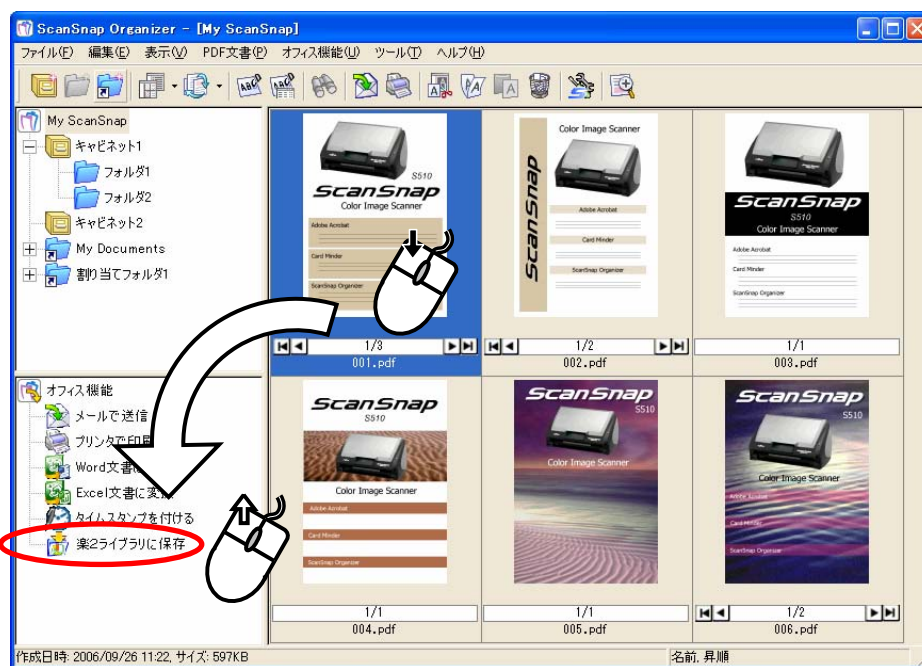 ScanSnap Organizer - [My ScanSnap]
ファイル(F) 編集(E) 表示(V) PDF文書(P) オフィス機能(U) ツール(T) ヘルプ(H)
My ScanSnap
キャビネット1
フォルダ1
フォルダ2
キャビネット2
My Documents
割り当てフォルダ1
オフィス機能
メールで送信
プリンタで印
Word文書
Excel文書に変
タイムスタンプを付ける
楽2ライブラリに保存
S510
ScanSnap
Color Image Scanner
Adobe Acrobat
Card Minder
ScanSnap Organizer
1/3
001.pdf
Color Image Scanner
ScanSnap
Adobe Acrobat
Card Minder
ScanSnap Organizer
1/2
002.pdf
ScanSnap
S510
Color Image Scanner
Adobe Acrobat
Card Minder
ScanSnap Organizer
1/1
003.pdf
ScanSnap
S510
Color Image Scanner
Adobe Acrobat
Card Minder
ScanSnap Organizer
1/1
004.pdf
ScanSnap
S510
Color Image Scanner
1/1
005.pdf
ScanSnap
S510
Color Image Scanner
Adobe Acrobat
Card Minder
ScanSnap Organizer
1/2
006.pdf
作成日時: 2006/09/26 11:22, サイズ: 597KB
名前, 昇順